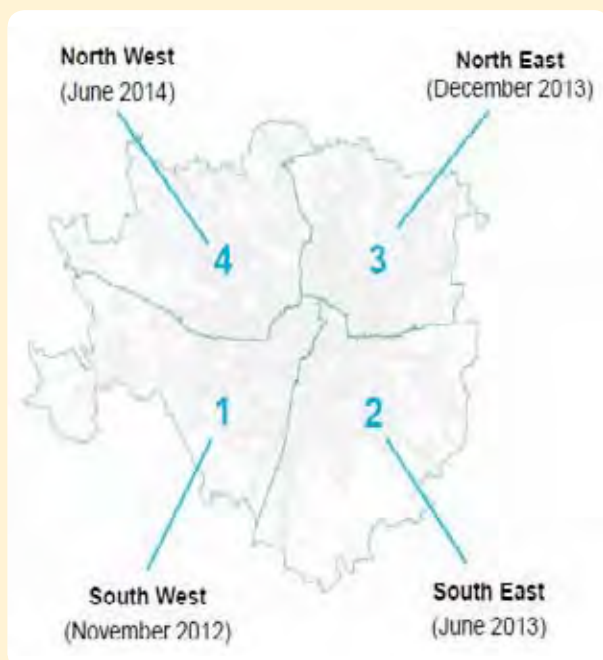 North West
(June 2014)
North East
(December 2013)
4
3
1
2
South West
(November 2012)
South East
(June 2013)